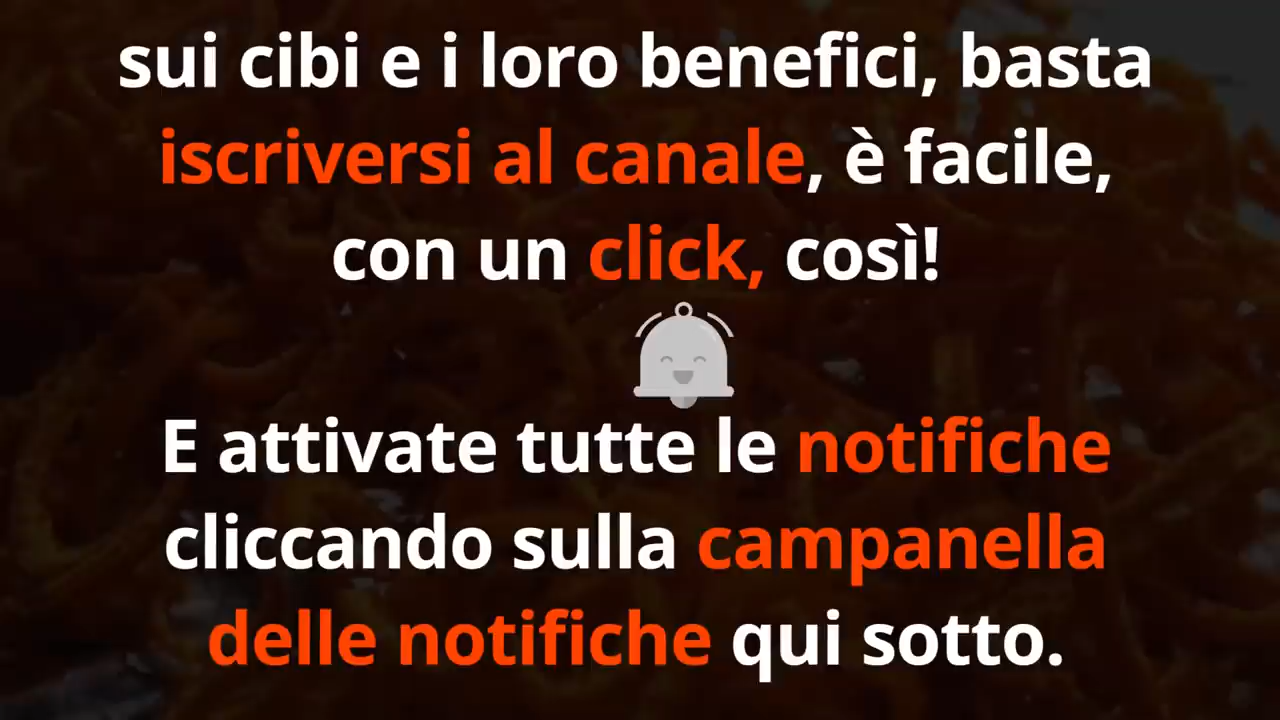 sui cibi e i loro benefici, basta
iscriversi al canale, è facile,
con un click, così!
E attivate tutte le notifiche
cliccando sulla campanella
delle notifiche qui sotto.